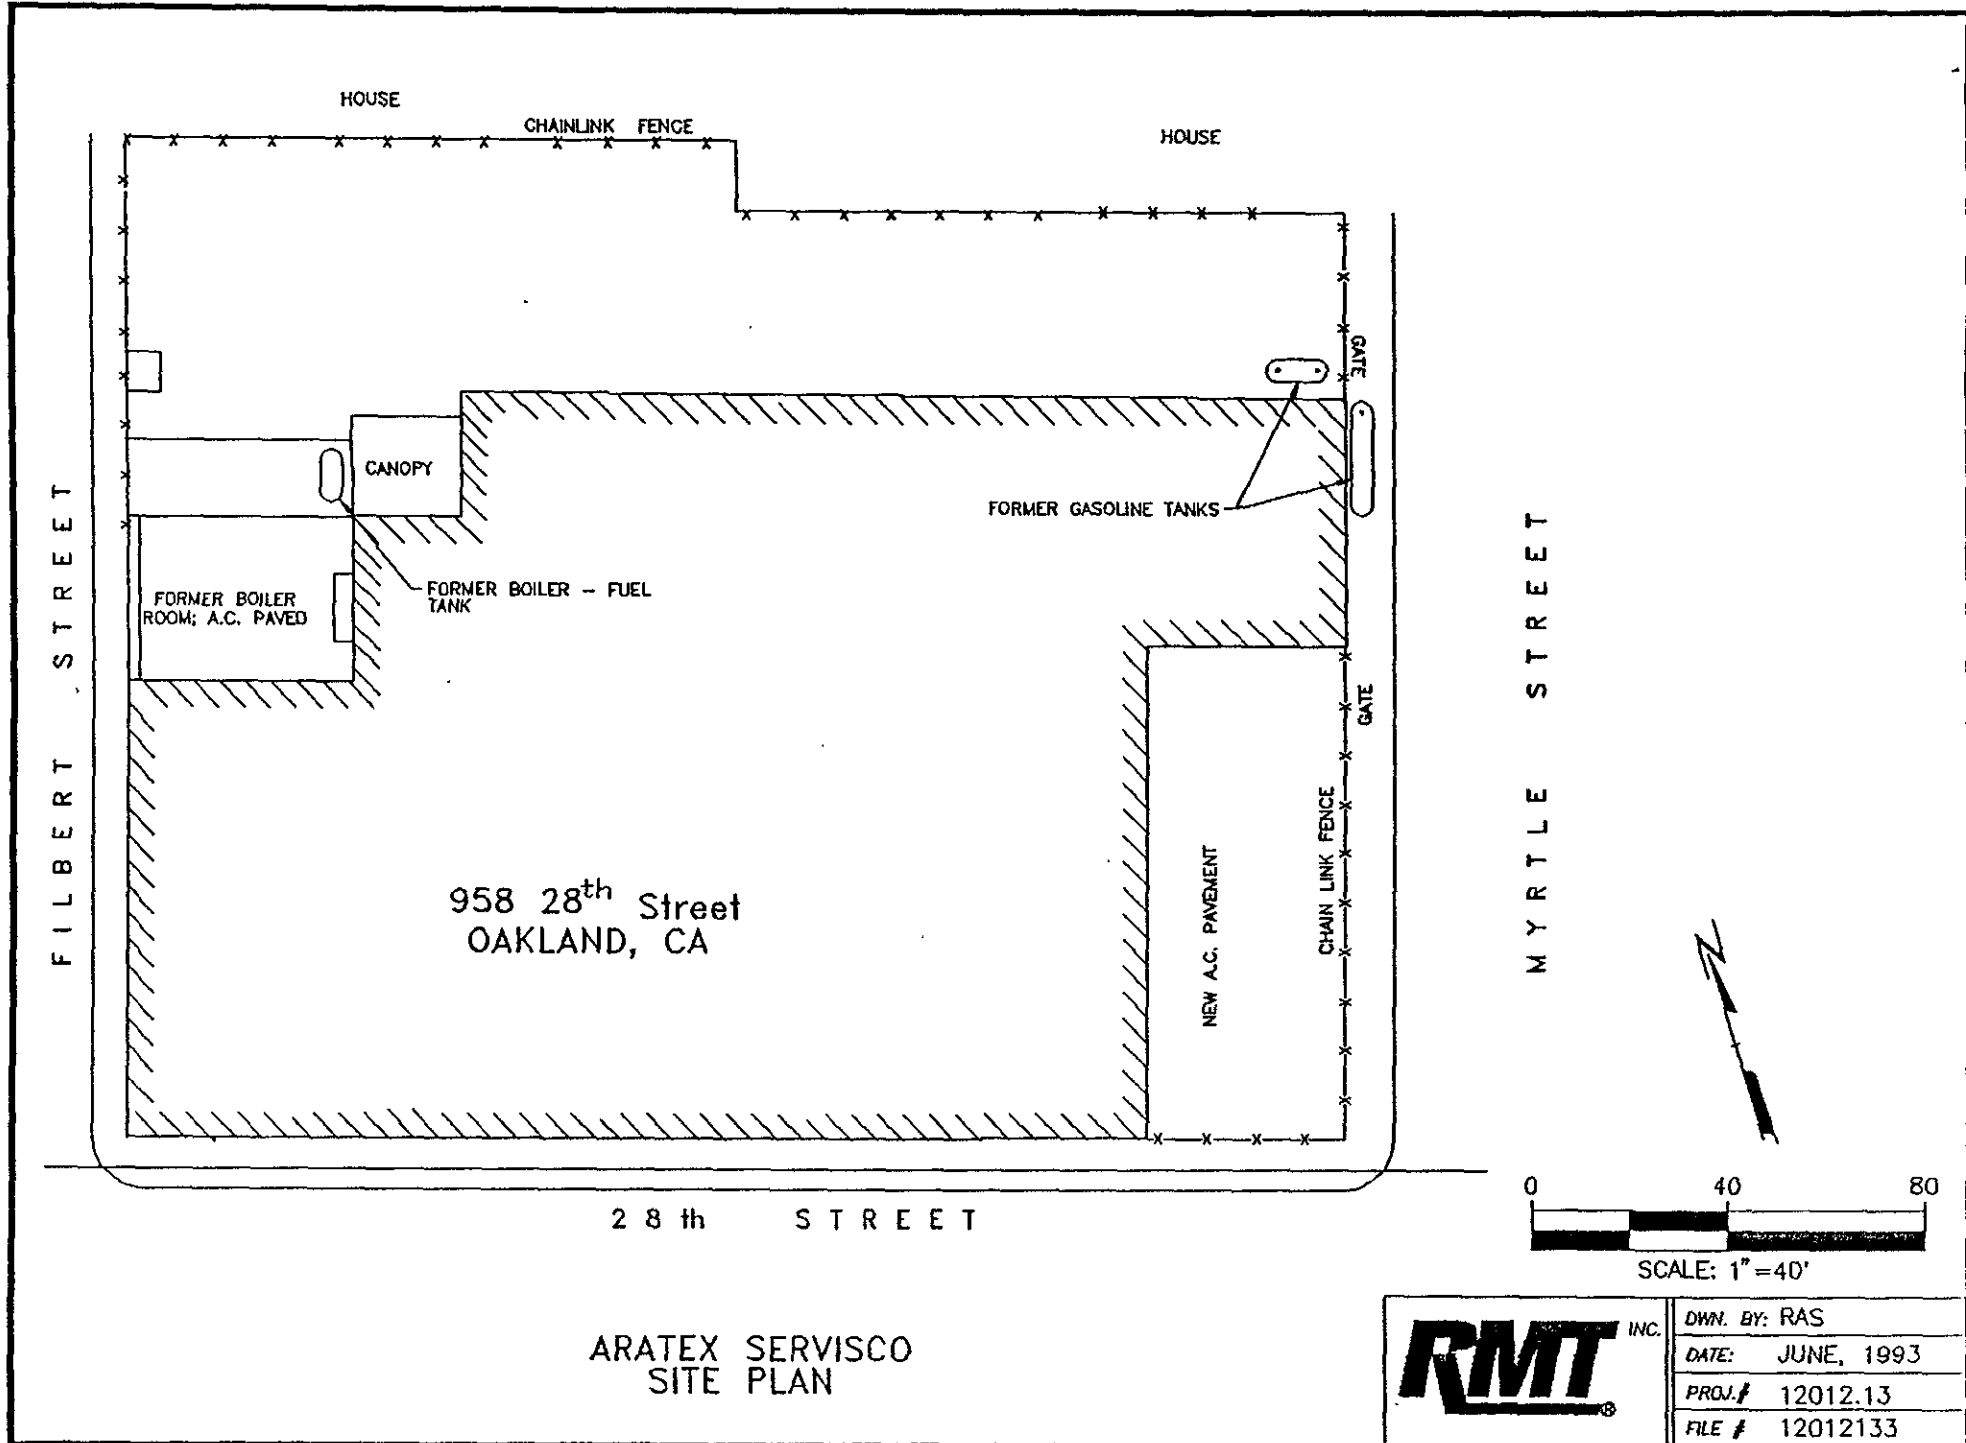 HOUSE
CHAINLINK FENCE
HOUSE
GATE
CANOPY
FORMER GASOLINE TANKS
FORMER BOILER – FUEL
TANK
FORMER BOILER
ROOM; A.C. PAVED
GATE
FILBERT STREET
MYRTLE STREET
CHAIN LINK FENCE
NEW A.C. PAVEMENT
958 28th Street
OAKLAND, CA
28th STREET
0 40 80
SCALE: 1"=40'
ARATEX SERVISCO
SITE PLAN
RMT INC.
®
DWN. BY: RAS
DATE: JUNE, 1993
PROJ.# 12012.13
FILE # 12012133